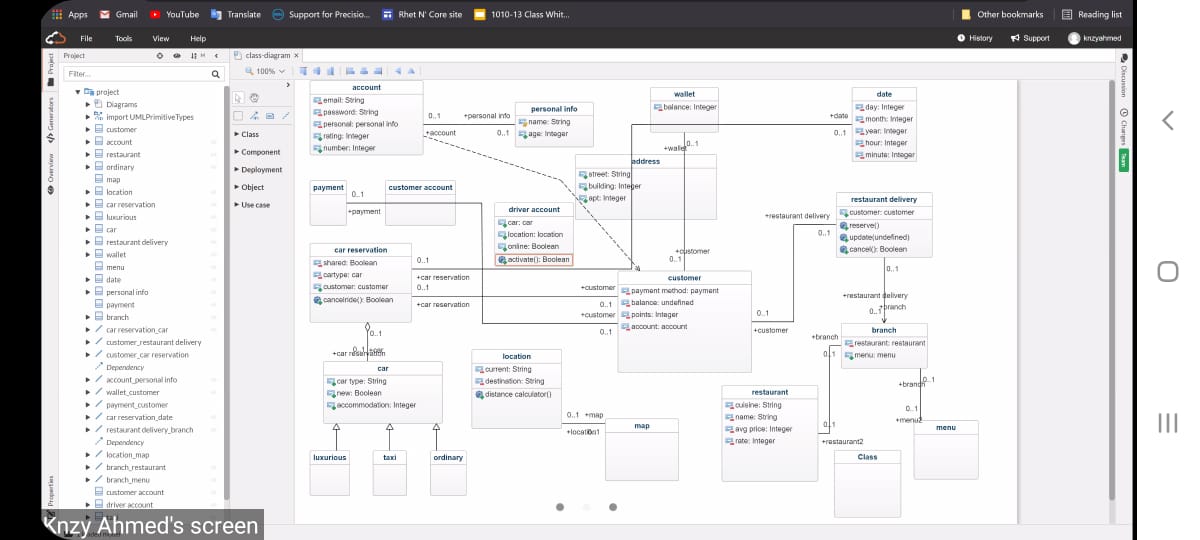 Apps Gmail YouTube Translate Support for Precisio... Rhet N' Core site 1010-13 Class Whit... Other bookmarks Reading list
File Tools View Help History Support knzyahmed
Project
Filter...
project
Diagrams
import UMLPrimitiveTypes
customer
account
restaurant
ordinary
map
location
car reservation
luxurious
car
restaurant delivery
wallet
menu
date
personal info
payment
branch
car reservation_car
customer_restaurant delivery
customer_car reservation
Dependency
account_personal info
wallet_customer
payment_customer
car reservation_date
restaurant delivery_branch
Dependency
location_map
branch_restaurant
branch_menu
customer account
driver account
Project
Generators
Overview
Properties
class-diagram x
100%
Class
Component
Deployment
Object
Use case
account
email: String
password: String
personal: personal info
rating: Integer
number: Integer
0..1 +personal info
+account 0..1
personal info
name: String
age: Integer
wallet
balance: Integer
+wallet 0..1
date
day: Integer
month: Integer
year: Integer
hour: Integer
minute: Integer
+date
0..1
address
street: String
building: Integer
apt: Integer
payment
0..1
+payment
customer account
driver account
car: car
location: location
online: Boolean
activate(): Boolean
restaurant delivery
customer: customer
reserve()
update(undefined)
cancel(): Boolean
+restaurant delivery
0..1
car reservation
shared: Boolean
cartype: car
customer: customer
cancelride(): Boolean
0..1
+car reservation
0..1
+car reservation
+customer
0..1
customer
payment method: payment
balance: undefined
points: Integer
account: account
+customer
0..1
+customer
0..1
0..1
+customer
0..1
+restaurant delivery
+branch
0..1
branch
restaurant: restaurant
menu: menu
+branch
0..1
0..1
+car reservation
0..1 +car
car
car type: String
new: Boolean
accommodation: Integer
location
current: String
destination: String
distance calculator()
0..1 +map
+location 0..1
map
restaurant
cuisine: String
name: String
avg price: Integer
rate: Integer
0..1
+restaurant2
+branch 0..1
0..1
+menu2
menu
luxurious
taxi
ordinary
Class
Discussion
Changes
Team
Knzy Ahmed's screen